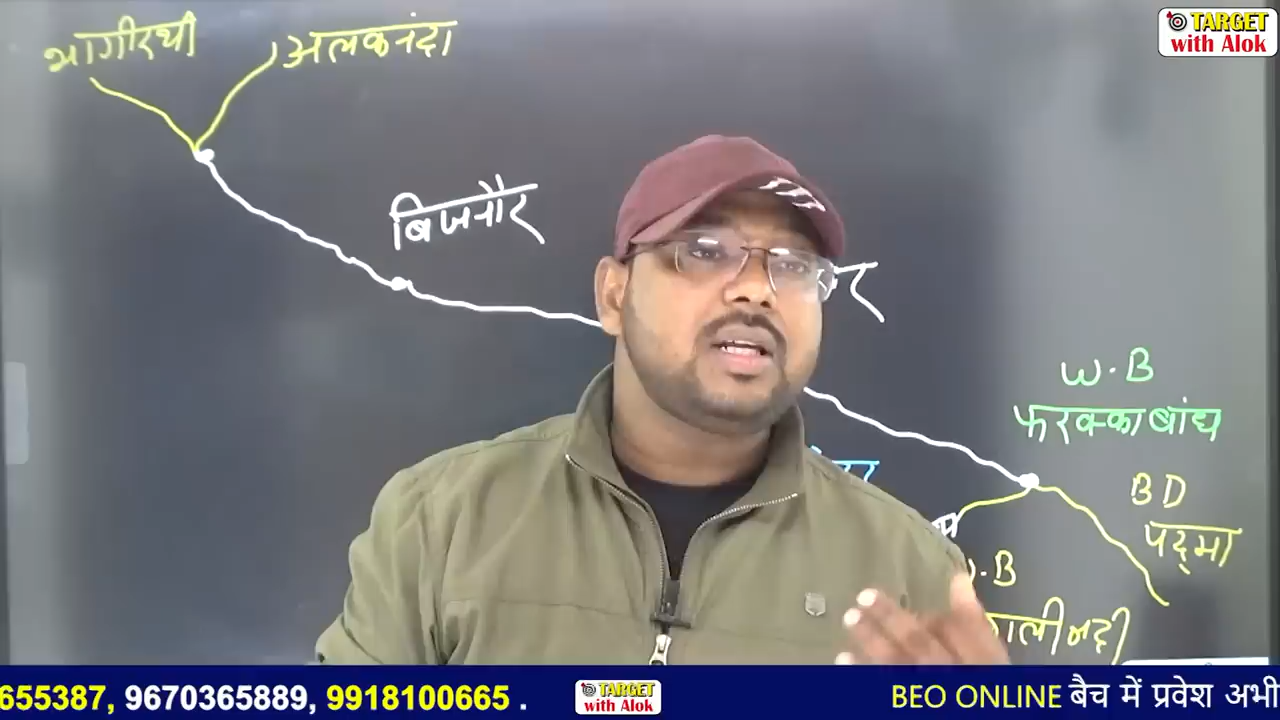 भागीरथी
अलकनंदा
TARGET
with Alok
बिजनौर
W.B
फरक्का बांध
BD
पद्मा
.B
655387, 9670365889, 9918100665 .
TARGET
with Alok
BEO ONLINE बैच में प्रवेश अभी